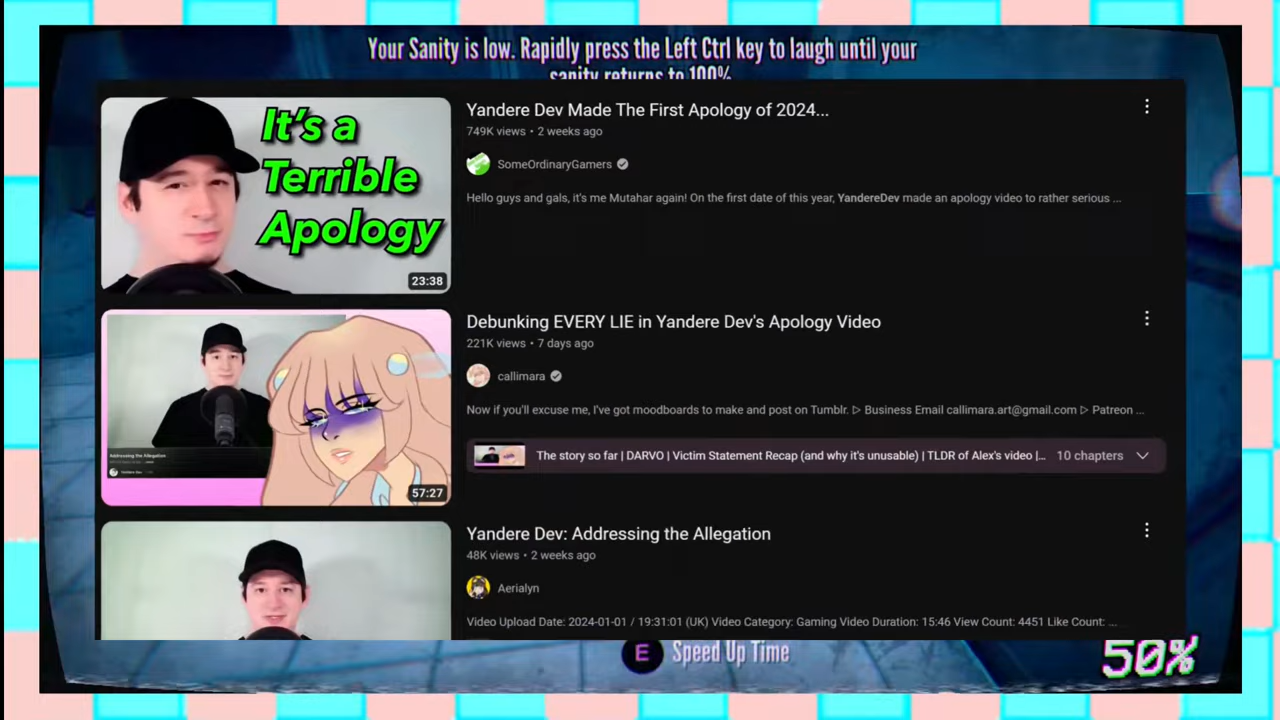 Your Sanity is low. Rapidly press the Left Ctrl key to laugh until your
sanity returns to 100%
It's a
Terrible
Apology
23:38
Yandere Dev Made The First Apology of 2024...
749K views • 2 weeks ago
SomeOrdinaryGamers
Hello guys and gals, it's me Mutahar again! On the first date of this year, YandereDev made an apology video to rather serious ...
Addressing the Allegation
57:27
Debunking EVERY LIE in Yandere Dev's Apology Video
221K views • 7 days ago
callimara
Now if you'll excuse me, I've got moodboards to make and post on Tumblr. ▷ Business Email callimara.art@gmail.com ▷ Patreon ...
The story so far | DARVO | Victim Statement Recap (and why it's unusable) | TLDR of Alex's video |...
10 chapters
Yandere Dev: Addressing the Allegation
48K views • 2 weeks ago
Aerialyn
Video Upload Date: 2024-01-01 / 19:31:01 (UK) Video Category: Gaming Video Duration: 15:46 View Count: 4451 Like Count: ...
E Speed Up Time
50%